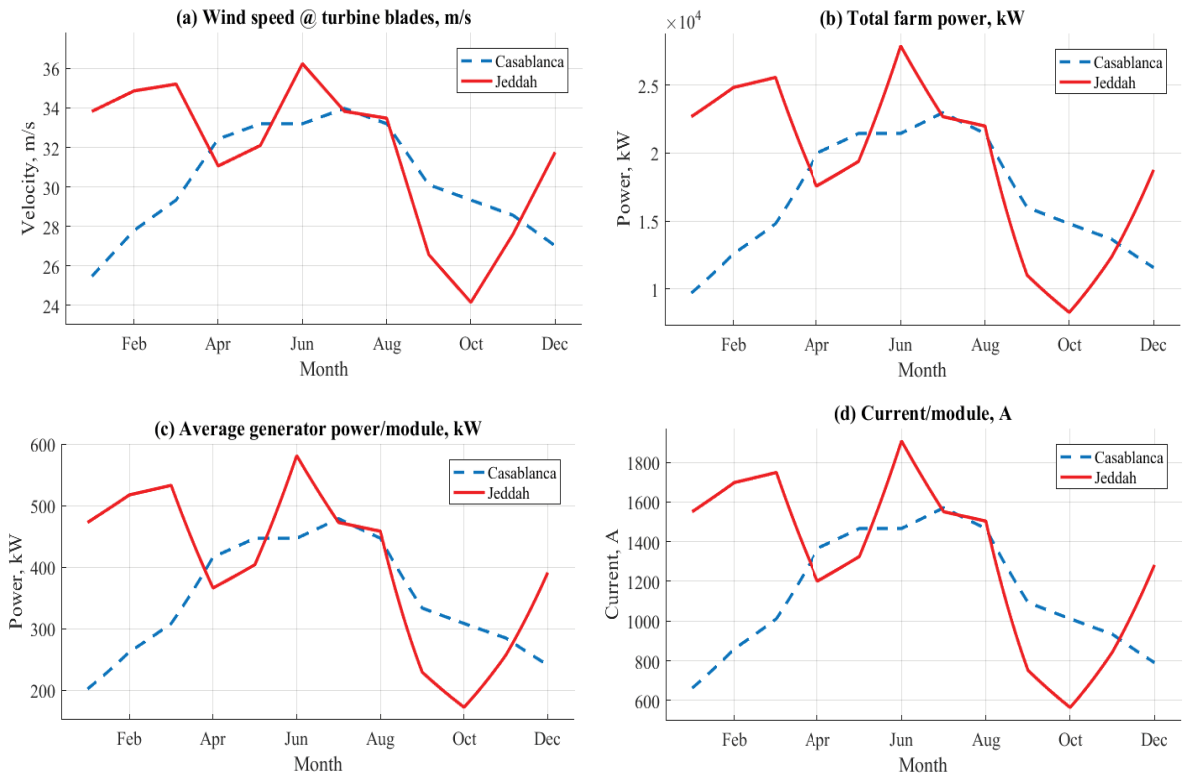 (a) Wind speed @ turbine blades, m/s
Velocity, m/s
36
34
32
30
28
26
24
Casablanca
Jeddah
Feb Apr Jun Aug Oct Dec
Month
(b) Total farm power, kW
×10⁴
Power, kW
2.5
2
1.5
1
Casablanca
Jeddah
Feb Apr Jun Aug Oct Dec
Month
(c) Average generator power/module, kW
Power, kW
600
500
400
300
200
Casablanca
Jeddah
Feb Apr Jun Aug Oct Dec
Month
(d) Current/module, A
Current, A
1800
1600
1400
1200
1000
800
600
Casablanca
Jeddah
Feb Apr Jun Aug Oct Dec
Month